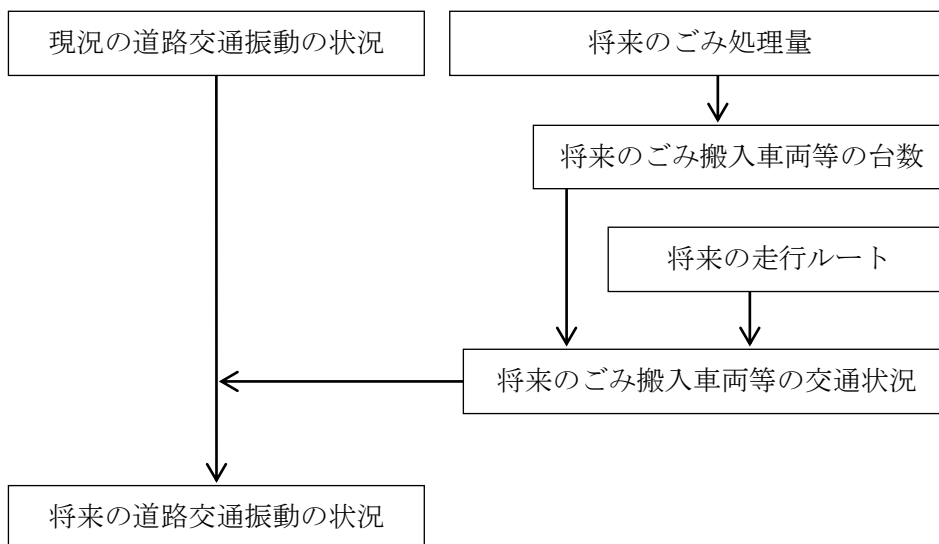 現況の道路交通振動の状況
将来のごみ処理量
将来のごみ搬入車両等の台数
将来の走行ルート
将来のごみ搬入車両等の交通状況
将来の道路交通振動の状況